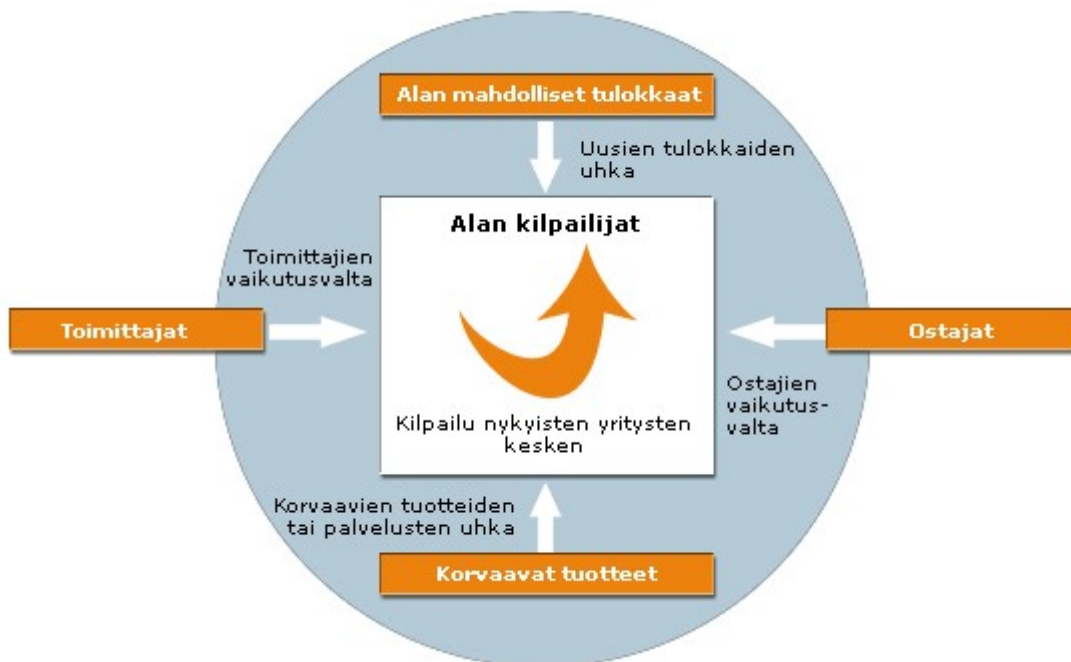 Alan mahdolliset tulokkaat
Uusien tulokkaiden
uhka
Alan kilpailijat
Toimittajien
vaikutusvalta
Toimittajat
Ostajat
Ostajien
vaikutus-
valta
Kilpailu nykyisten yritysten
kesken
Korvaavien tuotteiden
tai palvelusten uhka
Korvaavat tuotteet